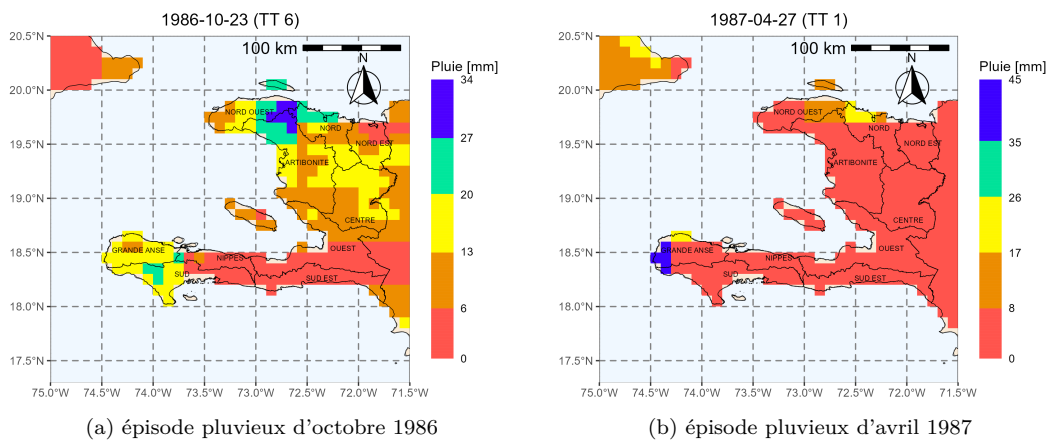 1986-10-23 (TT 6)
20.5°N
20.0°N
19.5°N
19.0°N
18.5°N
18.0°N
17.5°N
75.0°W 74.5°W 74.0°W 73.5°W 73.0°W 72.5°W 72.0°W 71.5°W
100 km
N
NORD OUEST
NORD
NORD EST
ARTIBONITE
CENTRE
OUEST
GRANDE ANSE
NIPPES
SUD
SUD EST
Pluie [mm]
34
27
20
13
6
0
(a) épisode pluvieux d'octobre 1986
1987-04-27 (TT 1)
20.5°N
20.0°N
19.5°N
19.0°N
18.5°N
18.0°N
17.5°N
75.0°W 74.5°W 74.0°W 73.5°W 73.0°W 72.5°W 72.0°W 71.5°W
100 km
N
NORD OUEST
NORD
NORD EST
ARTIBONITE
CENTRE
OUEST
GRANDE ANSE
NIPPES
SUD
SUD EST
Pluie [mm]
45
35
26
17
8
0
(b) épisode pluvieux d'avril 1987